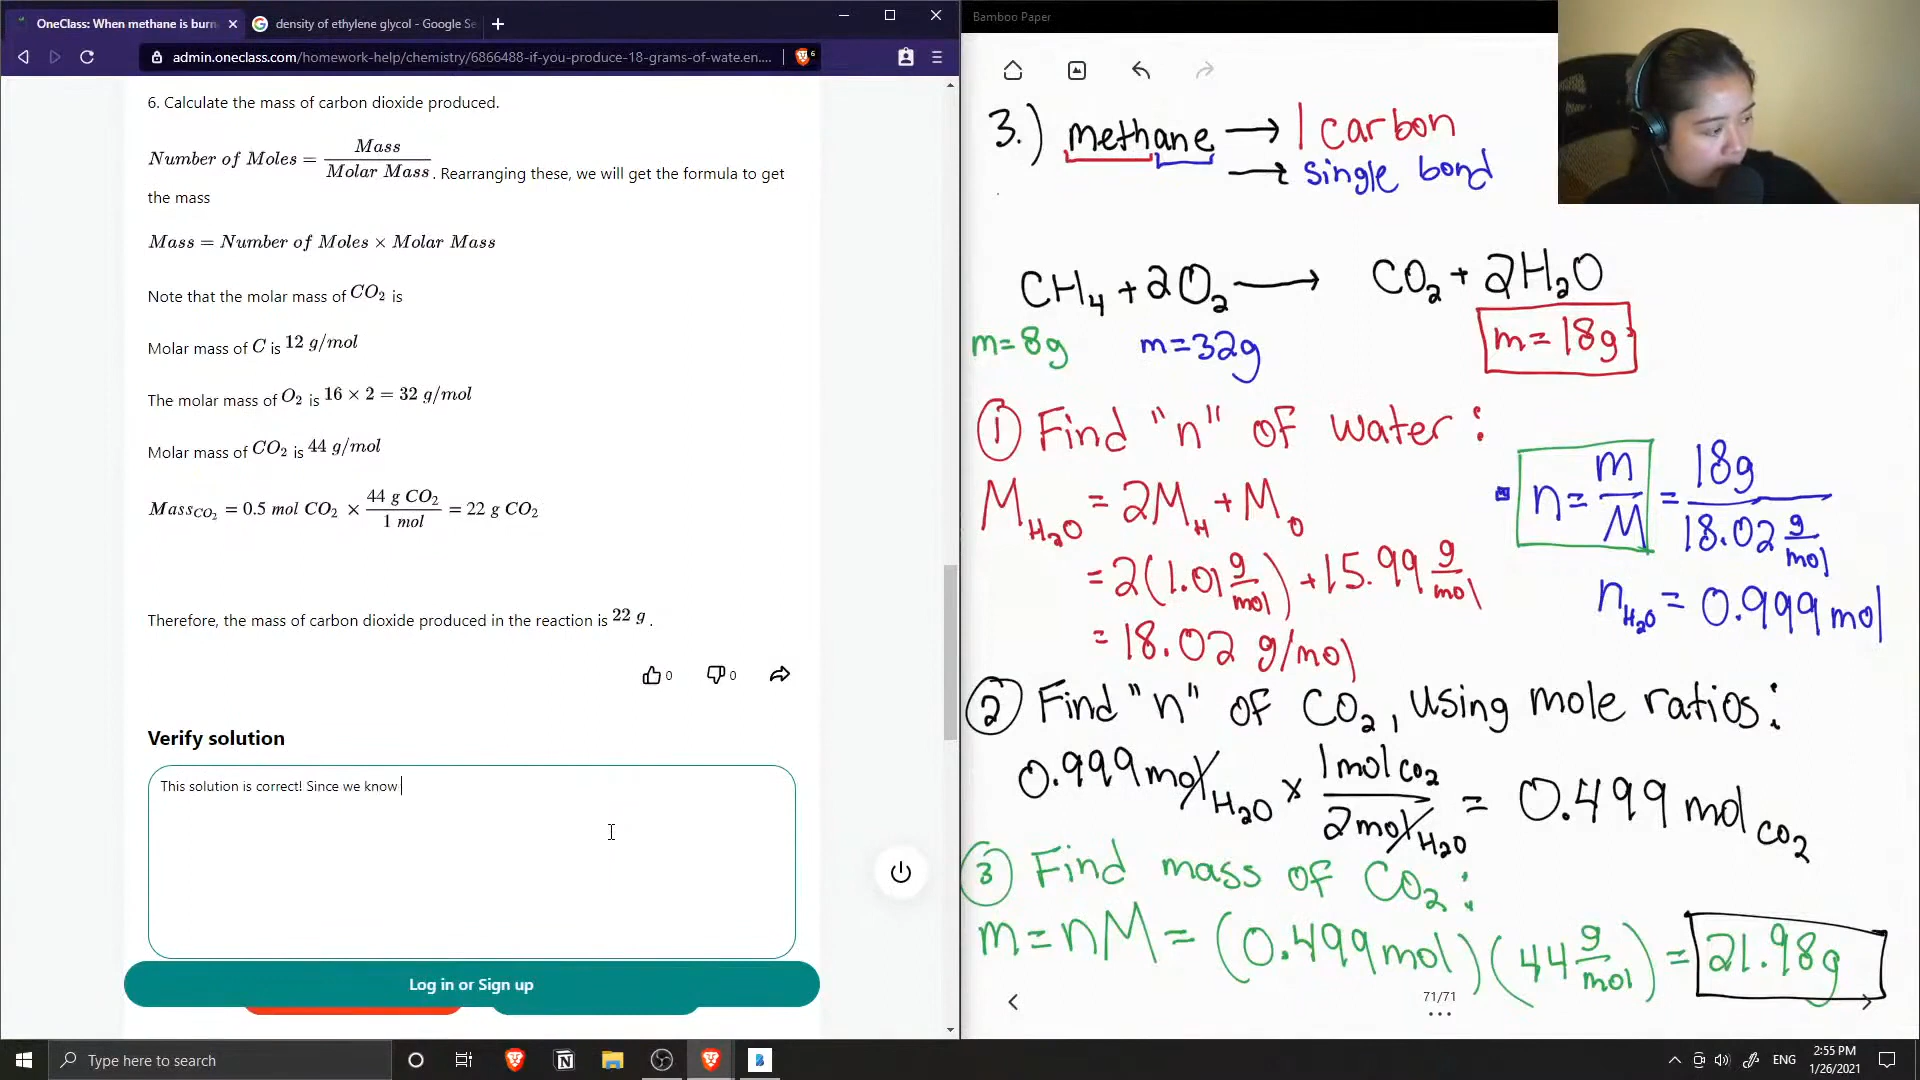 OneClass: When methane is burn
density of ethylene glycol - Google Se
admin.oneclass.com/homework-help/chemistry/6866488-if-you-produce-18-grams-of-wate.en....
6
6. Calculate the mass of carbon dioxide produced.
Number of Moles = Mass / Molar Mass. Rearranging these, we will get the formula to get
the mass
Mass = Number of Moles × Molar Mass
Note that the molar mass of CO₂ is
Molar mass of C is 12 g/mol
The molar mass of O₂ is 16 × 2 = 32 g/mol
Molar mass of CO₂ is 44 g/mol
Mass_CO₂ = 0.5 mol CO₂ × 44 g CO₂ / 1 mol = 22 g CO₂
Therefore, the mass of carbon dioxide produced in the reaction is 22 g.
0 0
Verify solution
This solution is correct! Since we know
Log in or Sign up
Bamboo Paper
3.) methane → 1 carbon
→ single bond
CH₄ + 2O₂ → CO₂ + 2H₂O
m=8g m=32g m=18g
① Find "n" of water:
M_H₂O = 2M_H + M_O
= 2(1.01 g/mol) + 15.99 g/mol
= 18.02 g/mol
n = m/M = 18g / 18.02 g/mol
n_H₂O = 0.999 mol
② Find "n" of CO₂, using mole ratios:
0.999 mol H₂O × 1 mol CO₂ / 2 mol H₂O = 0.499 mol CO₂
③ Find mass of CO₂:
m = nM = (0.499 mol)(44 g/mol) = 21.98g
71/71
Type here to search
ENG
2:55 PM
1/26/2021